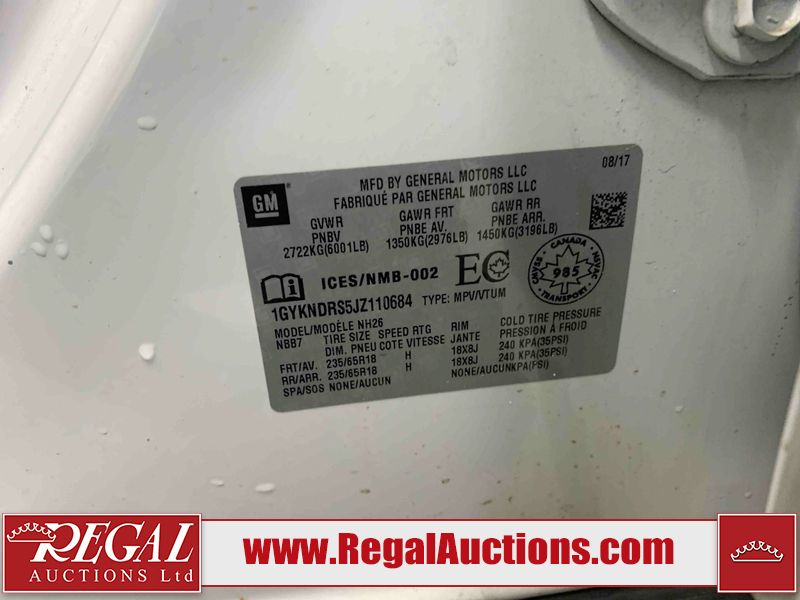 GM
MFD BY GENERAL MOTORS LLC
FABRIQUÉ PAR GENERAL MOTORS LLC
08/17
GVWR GAWR FRT GAWR RR
PNBV PNBE AV. PNBE ARR.
2722KG(6001LB) 1350KG(2976LB) 1450KG(3196LB)
ICES/NMB-002 EC
CANADA
985
TRANSPORT
SVMAC NSVAC
1GYKNDRS5JZ110684 TYPE: MPV/VTUM
MODEL/MODÈLE NH26
NBB7 TIRE SIZE SPEED RTG RIM COLD TIRE PRESSURE
DIM. PNEU COTE VITESSE JANTE PRESSION À FROID
FRT/AV. 235/65R18 H 18X8J 240 KPA(35PSI)
RR/ARR. 235/65R18 H 18X8J 240 KPA(35PSI)
SPA/SOS NONE/AUCUN NONE/AUCUNKPA(PSI)
REGAL
AUCTIONS Ltd
www.RegalAuctions.com